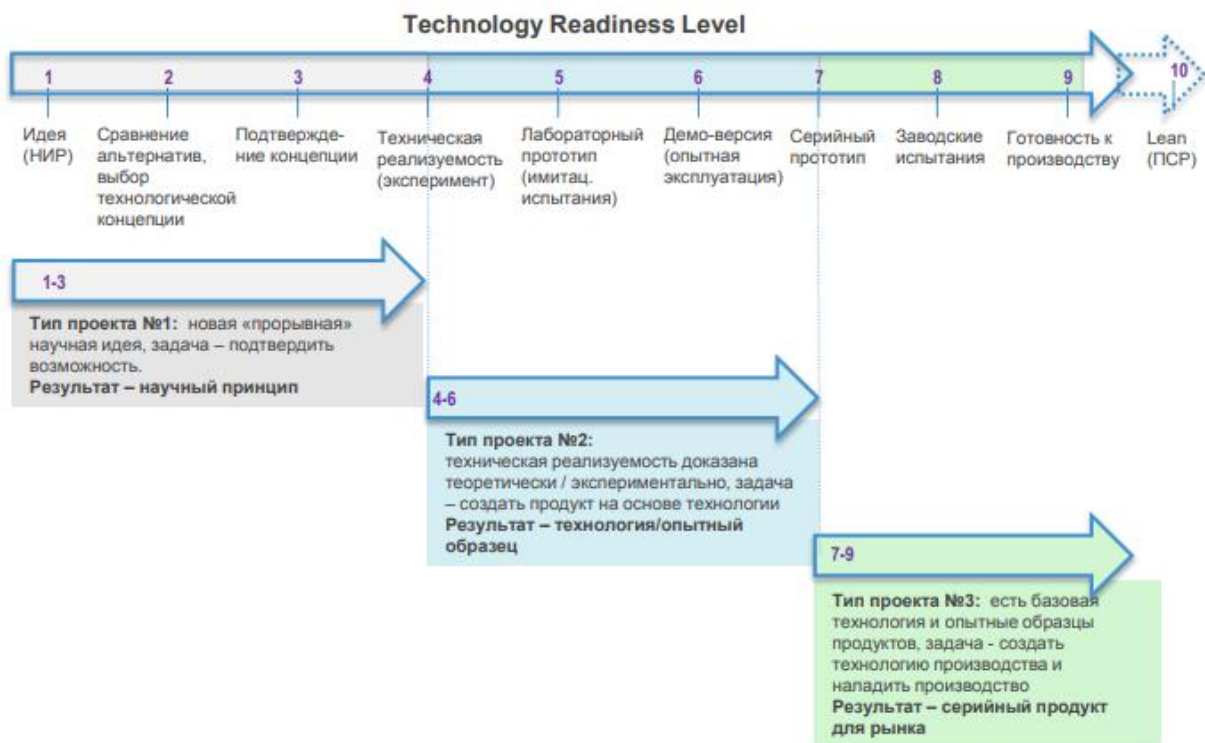 Technology Readiness Level
1 2 3 4 5 6 7 8 9 10
Идея
(НИР)
Сравнение
альтернатив,
выбор
технологической
концепции
Подтвержде-
ние концепции
Техническая
реализуемость
(эксперимент)
Лабораторный
прототип
(имитац.
испытания)
Демо-версия
(опытная
эксплуатация)
Серийный
прототип
Заводские
испытания
Готовность к
производству
Lean
(ПСР)
1-3
Тип проекта №1: новая «прорывная»
научная идея, задача – подтвердить
возможность.
Результат – научный принцип
4-6
Тип проекта №2:
техническая реализуемость доказана
теоретически / экспериментально, задача
– создать продукт на основе технологии
Результат – технология/опытный
образец
7-9
Тип проекта №3: есть базовая
технология и опытные образцы
продуктов, задача - создать
технологию производства и
наладить производство
Результат – серийный продукт
для рынка